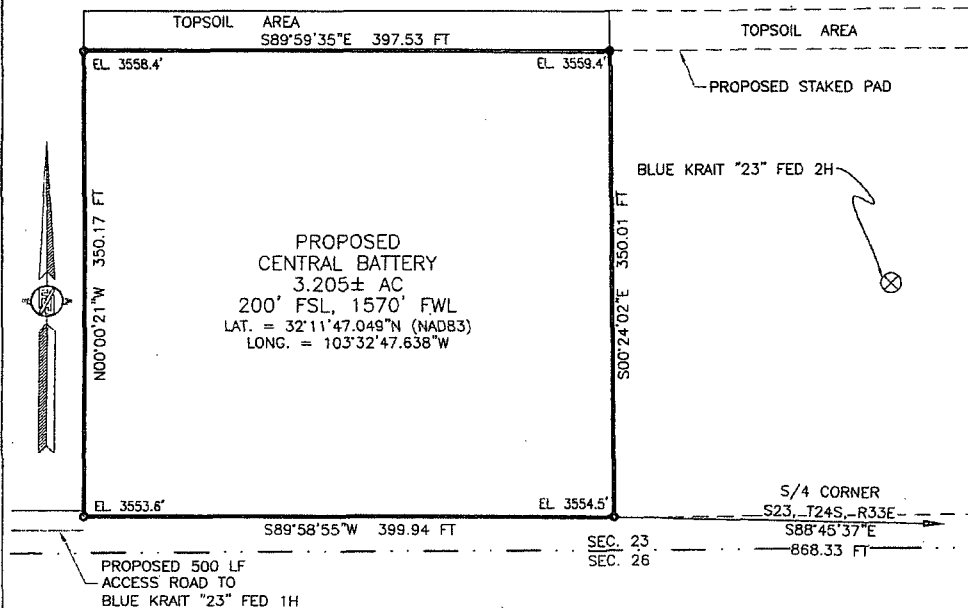 TOPSOIL AREA
S89°59'35"E 397.53 FT
TOPSOIL AREA
EL. 3558.4'
EL. 3559.4'
PROPOSED STAKED PAD
BLUE KRAIT "23" FED 2H
N00°00'21"W 350.17 FT
S00°24'02"E 350.01 FT
PROPOSED
CENTRAL BATTERY
3.205± AC
200' FSL, 1570' FWL
LAT. = 32°11'47.049"N (NAD83)
LONG. = 103°32'47.638"W
EL. 3553.6'
EL. 3554.5'
S89°58'55"W 399.94 FT
S/4 CORNER
S23, T24S, R33E
S88°45'37"E
868.33 FT
SEC. 23
SEC. 26
PROPOSED 500 LF
ACCESS ROAD TO
BLUE KRAIT "23" FED 1H